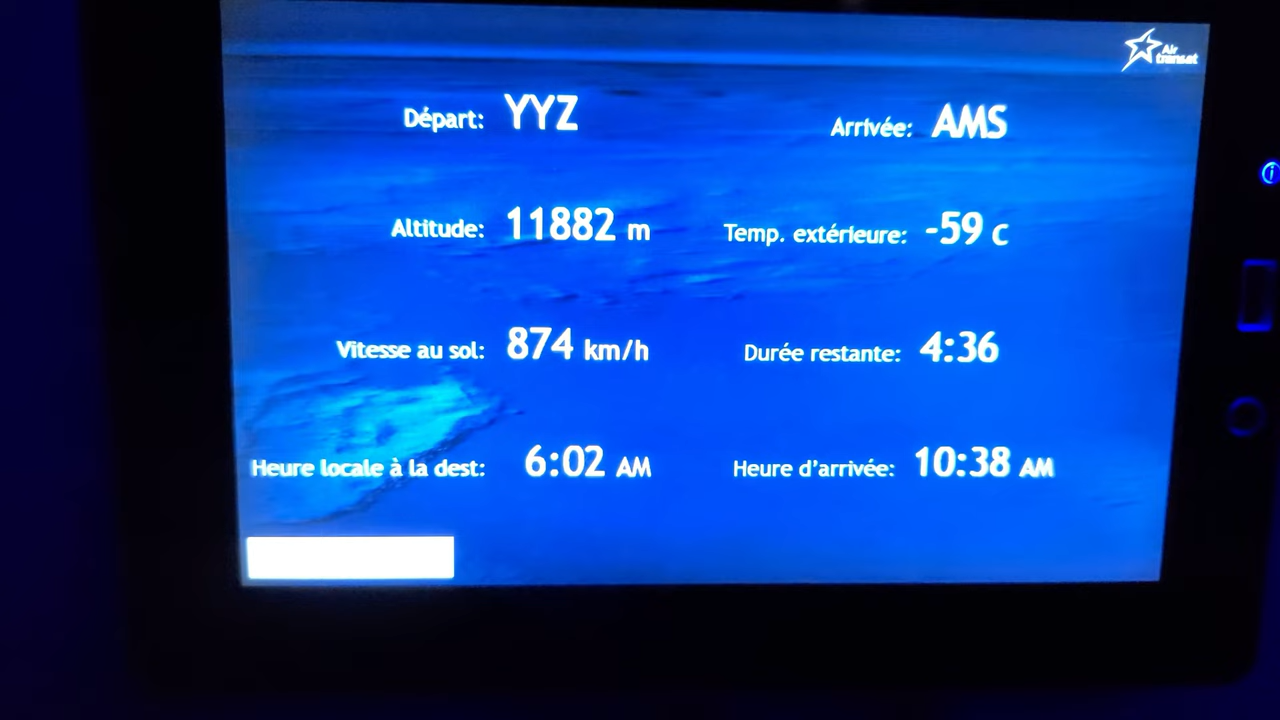 Air transat
Départ: YYZ Arrivée: AMS
Altitude: 11882 m Temp. extérieure: -59 c
Vitesse au sol: 874 km/h Durée restante: 4:36
Heure locale à la dest: 6:02 AM Heure d'arrivée: 10:38 AM